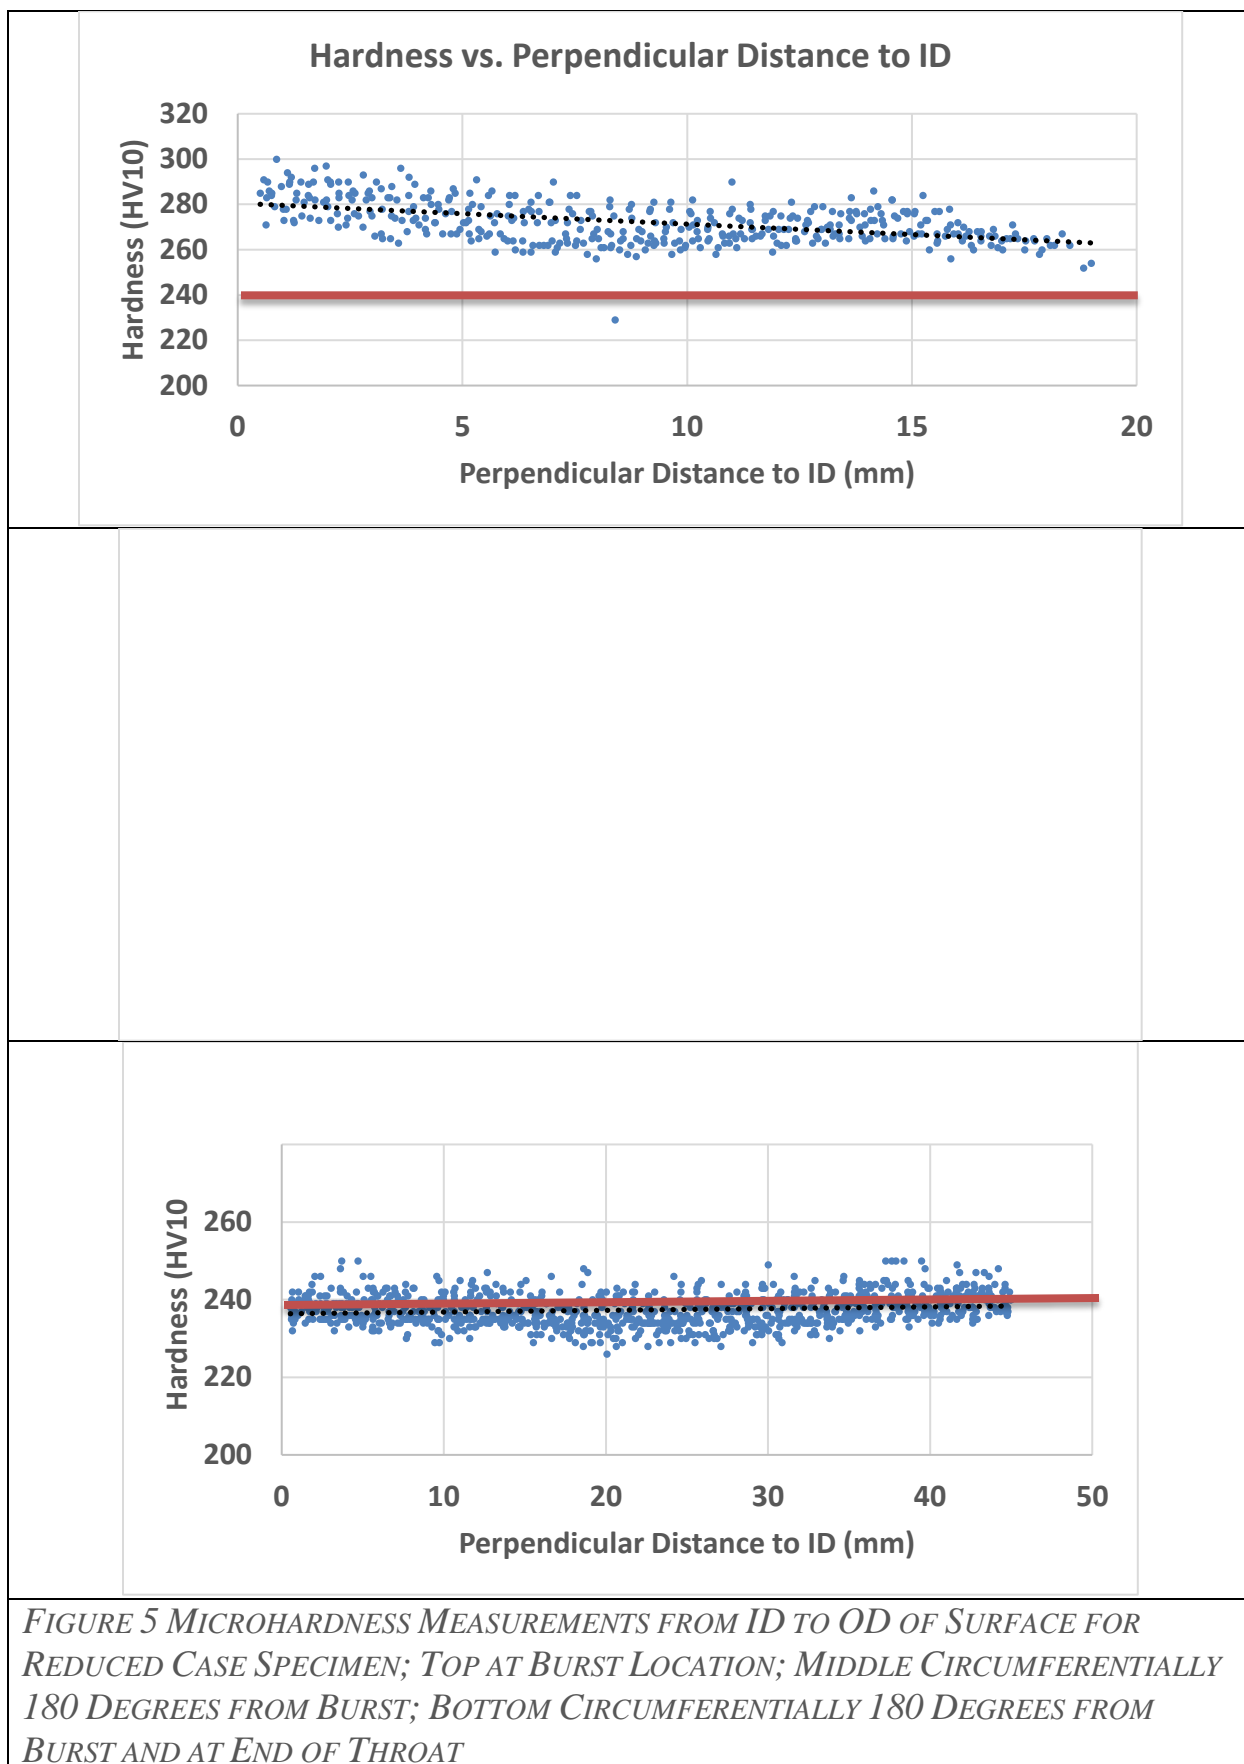 Hardness vs. Perpendicular Distance to ID
320
300
280
260
240
220
200
Hardness (HV10)
0 5 10 15 20
Perpendicular Distance to ID (mm)
260
240
220
200
Hardness (HV10
0 10 20 30 40 50
Perpendicular Distance to ID (mm)
FIGURE 5 MICROHARDNESS MEASUREMENTS FROM ID TO OD OF SURFACE FOR
REDUCED CASE SPECIMEN; TOP AT BURST LOCATION; MIDDLE CIRCUMFERENTIALLY
180 DEGREES FROM BURST; BOTTOM CIRCUMFERENTIALLY 180 DEGREES FROM
BURST AND AT END OF THROAT